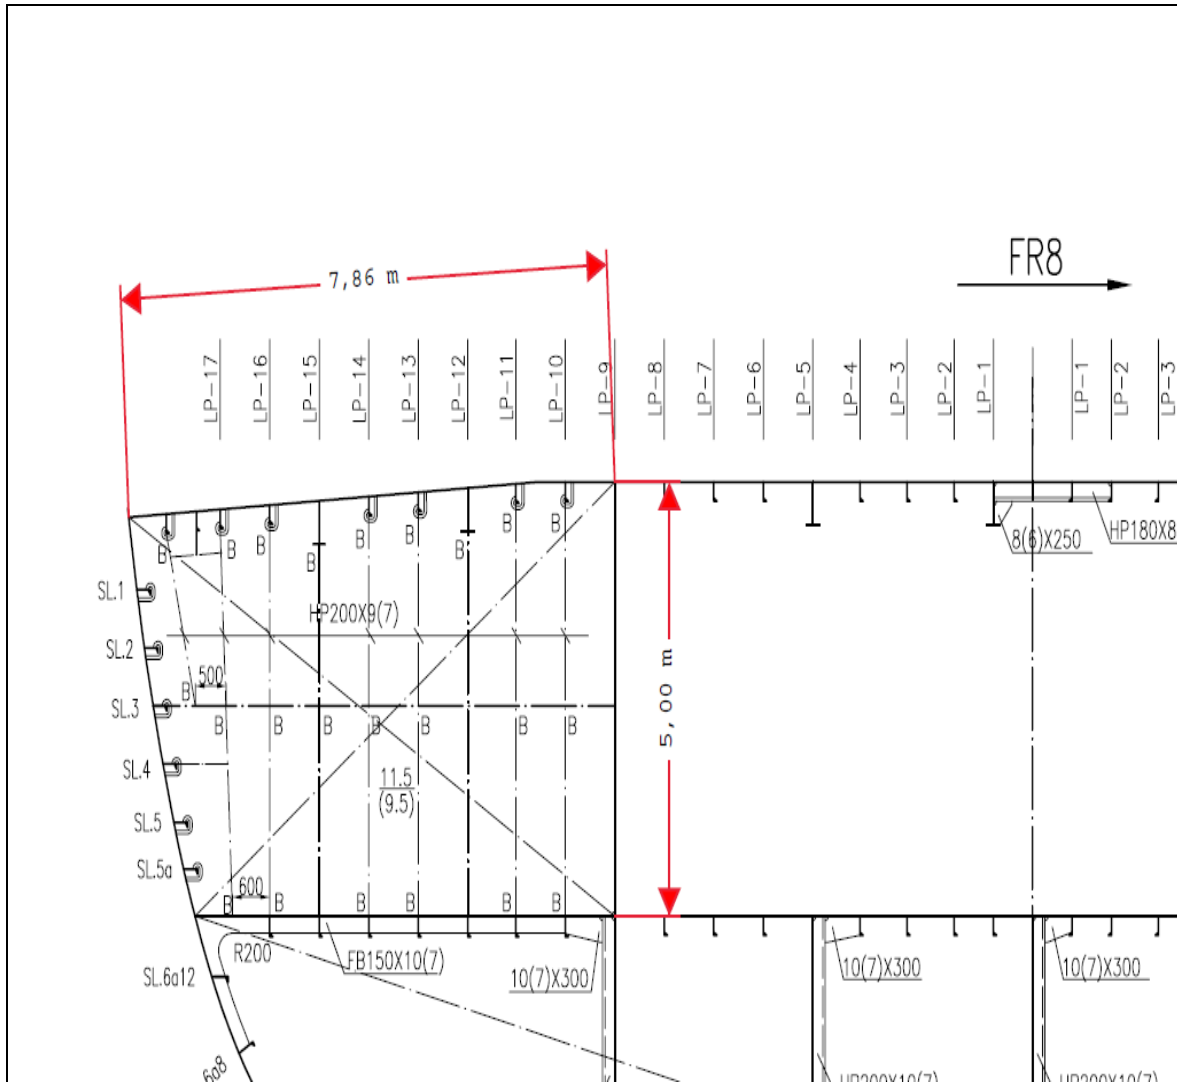 FR8
7,86 m
LP-17
LP-16
LP-15
LP-14
LP-13
LP-12
LP-11
LP-10
LP-9
LP-8
LP-7
LP-6
LP-5
LP-4
LP-3
LP-2
LP-1
LP-1
LP-2
LP-3
B
B
B
B
B
B
B
B
B
8(6)X250
HP180X8
SL.1
HP200X9(7)
SL.2
500
5,00 m
B
SL.3
B
B
B
B
B
B
B
SL.4
11.5
(9.5)
SL.5
SL.5a
600
B
B
B
B
B
B
B
R200
FB150X10(7)
SL.6a12
10(7)X300
10(7)X300
10(7)X300
6a8
HP200X10(7)
HP200X10(7)